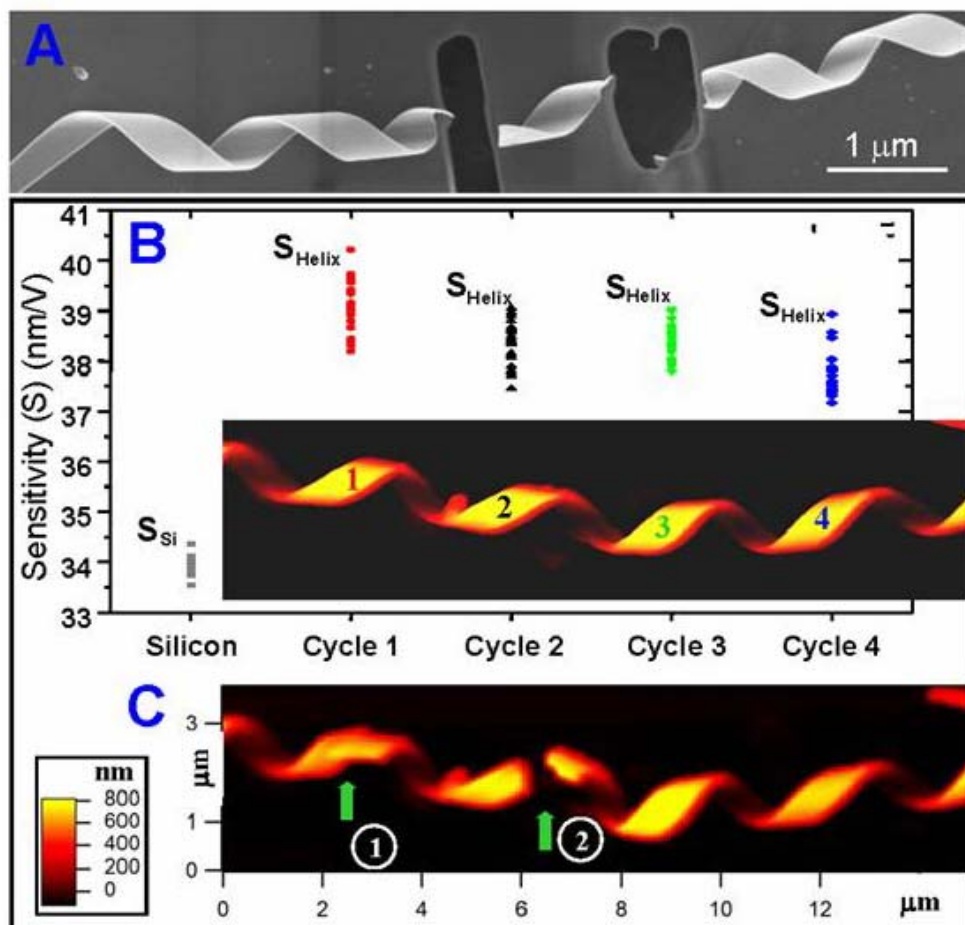 A
1 μm
B
41
40
39
38
37
36
35
34
33
Sensitivity (S) (nm/V)
S_Helix
S_Helix
S_Helix
S_Helix
S_Si
1
2
3
4
Silicon Cycle 1 Cycle 2 Cycle 3 Cycle 4
C
nm
800
600
400
200
0
3
μm
1
0
1
2
0 2 4 6 8 10 12 μm